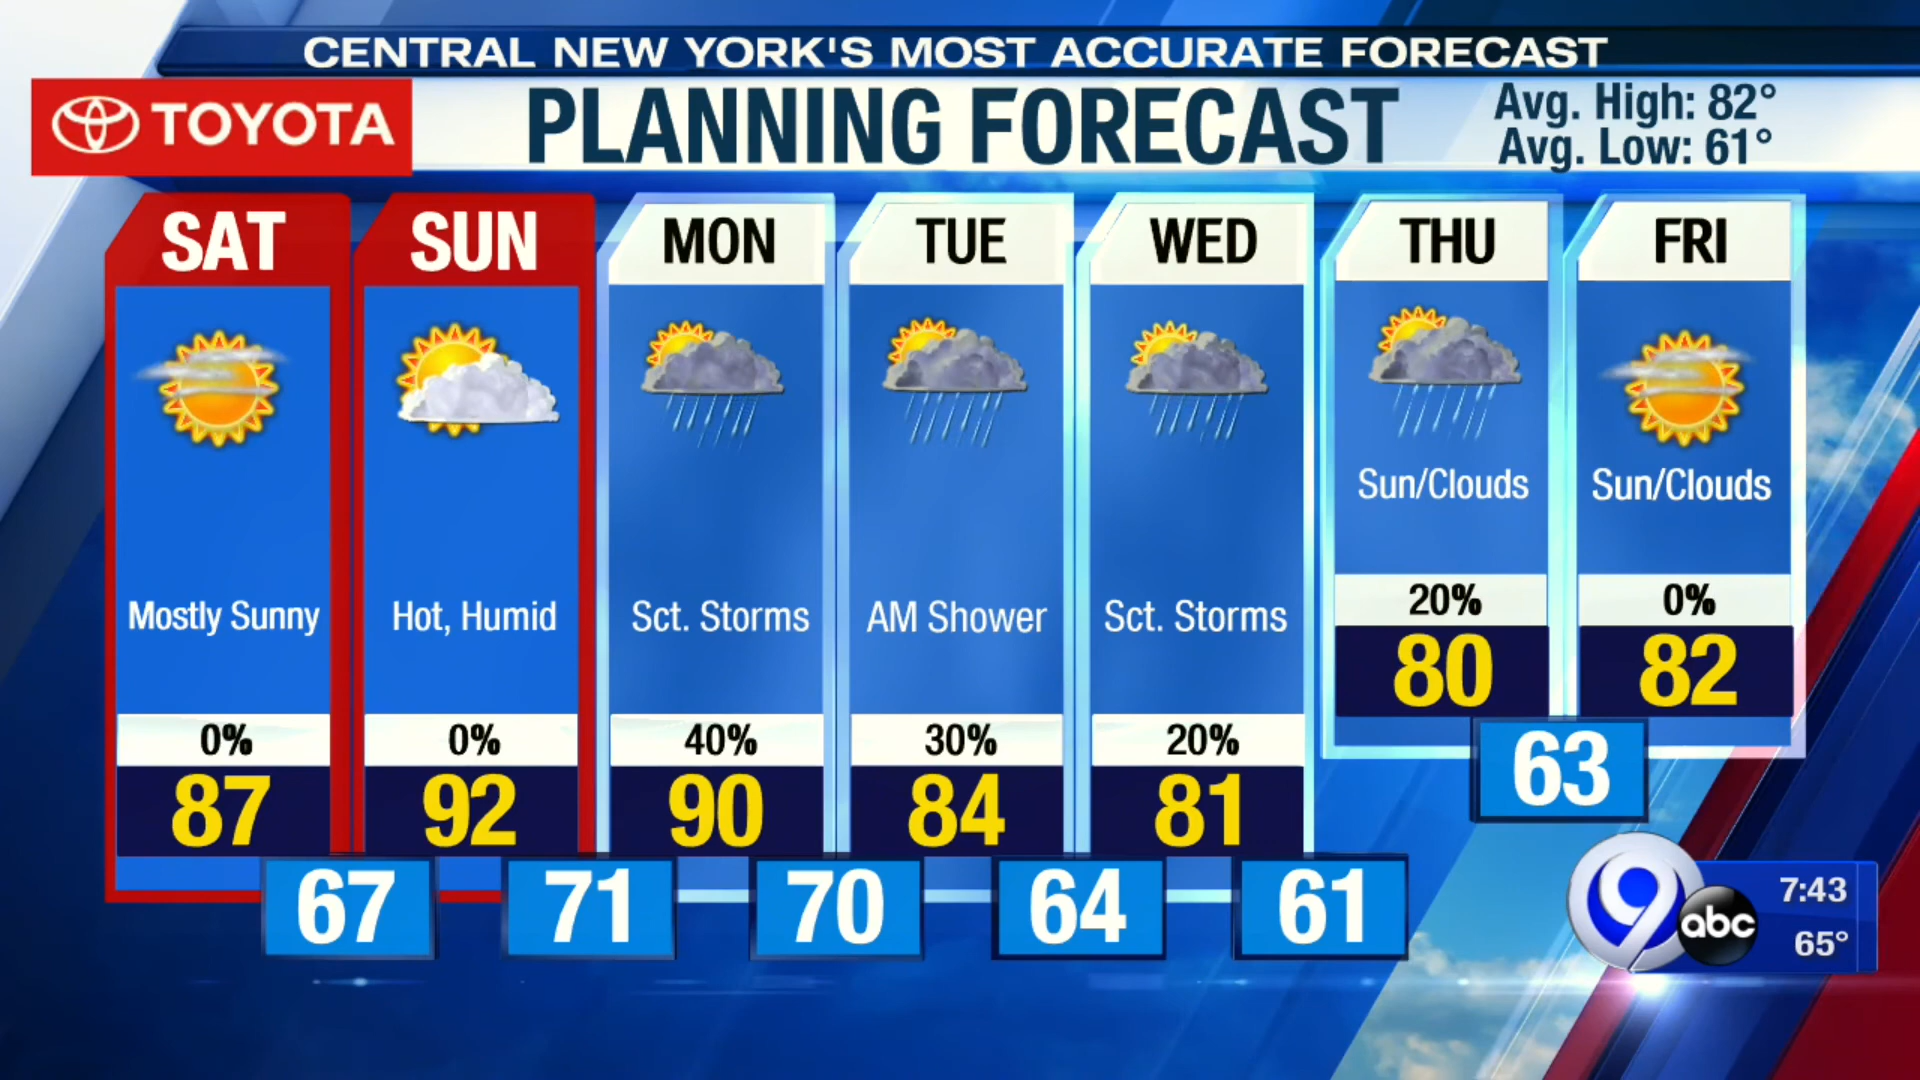 CENTRAL NEW YORK'S MOST ACCURATE FORECAST
TOYOTA
PLANNING FORECAST
Avg. High: 82°
Avg. Low: 61°
SAT
SUN
MON
TUE
WED
THU
FRI
Mostly Sunny
Hot, Humid
Sct. Storms
AM Shower
Sct. Storms
Sun/Clouds
Sun/Clouds
0%
0%
40%
30%
20%
20%
0%
87
92
90
84
81
80
82
67
71
70
64
61
63
9
abc
7:43
65°